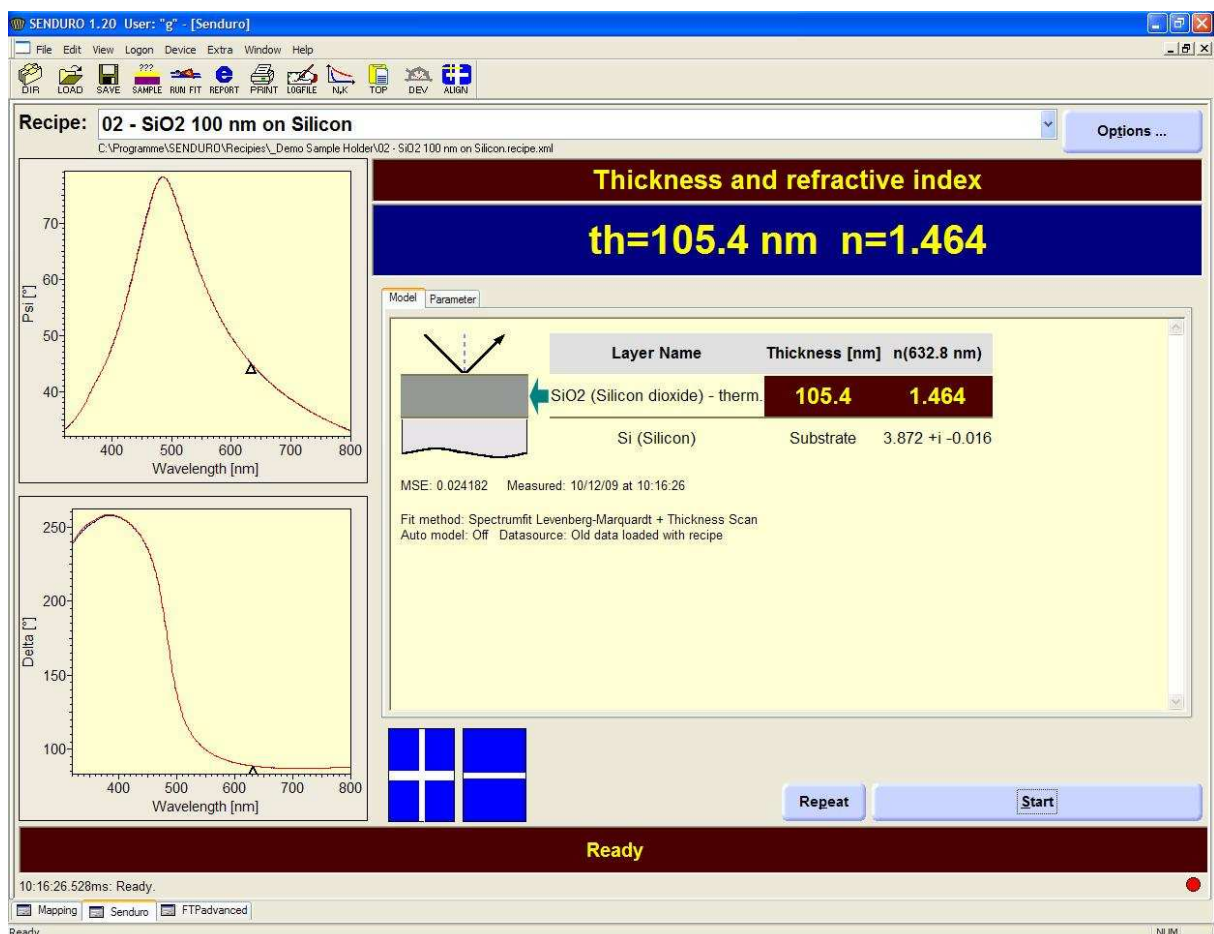 SENDURO 1.20 User: "g" - [Senduro]
File Edit View Logon Device Extra Window Help
???
DIR LOAD SAVE SAMPLE RUN FIT REPORT PRINT LOGFILE N,K TOP DEV ALIGN
Recipe: 02 - SiO2 100 nm on Silicon
Options ...
C:\Programme\SENDURO\Recipies\_Demo Sample Holder\02 - SiO2 100 nm on Silicon.recipe.xml
Thickness and refractive index
th=105.4 nm n=1.464
70
60
50
40
Psi [°]
400 500 600 700 800
Wavelength [nm]
Model Parameter
Layer Name Thickness [nm] n(632.8 nm)
SiO2 (Silicon dioxide) - therm. 105.4 1.464
Si (Silicon) Substrate 3.872 +i -0.016
MSE: 0.024182 Measured: 10/12/09 at 10:16:26
Fit method: Spectrumfit Levenberg-Marquardt + Thickness Scan
Auto model: Off Datasource: Old data loaded with recipe
250
200
150
100
Delta [°]
400 500 600 700 800
Wavelength [nm]
Repeat Start
Ready
10:16:26.528ms: Ready.
Mapping Senduro FTPadvanced
Ready NUM